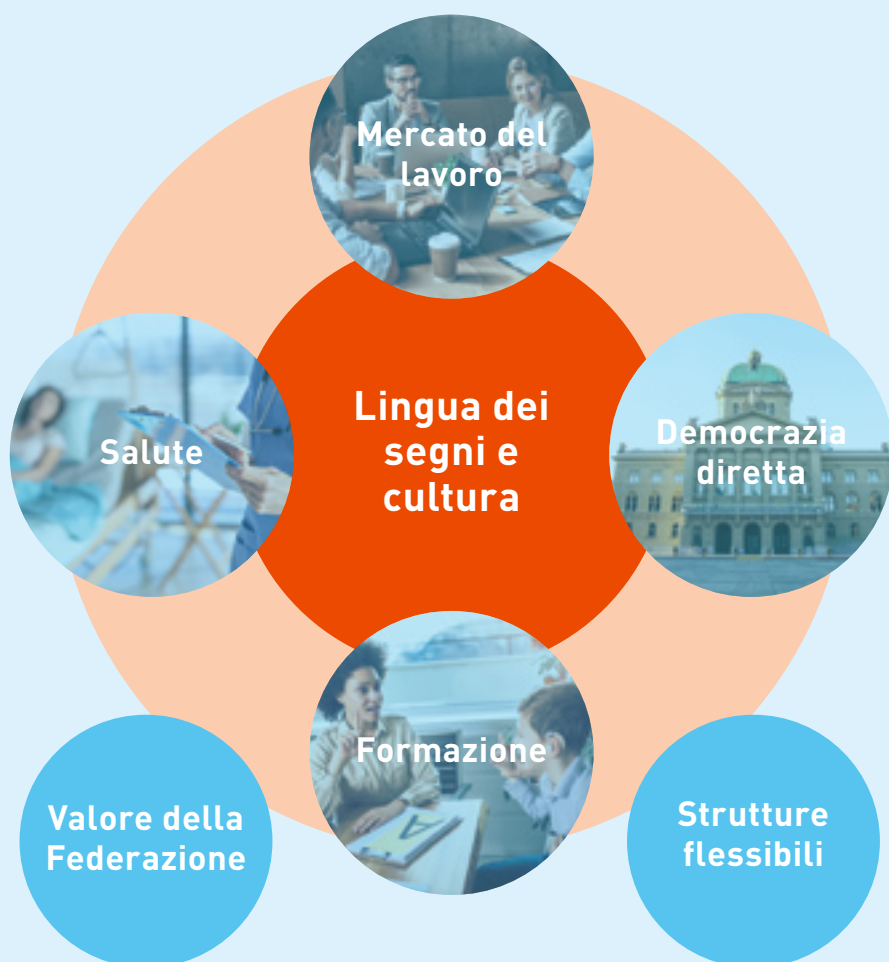 Mercato del
lavoro
Lingua dei
segni e
cultura
Salute
Democrazia
diretta
Formazione
Valore della
Federazione
Strutture
flessibili
A